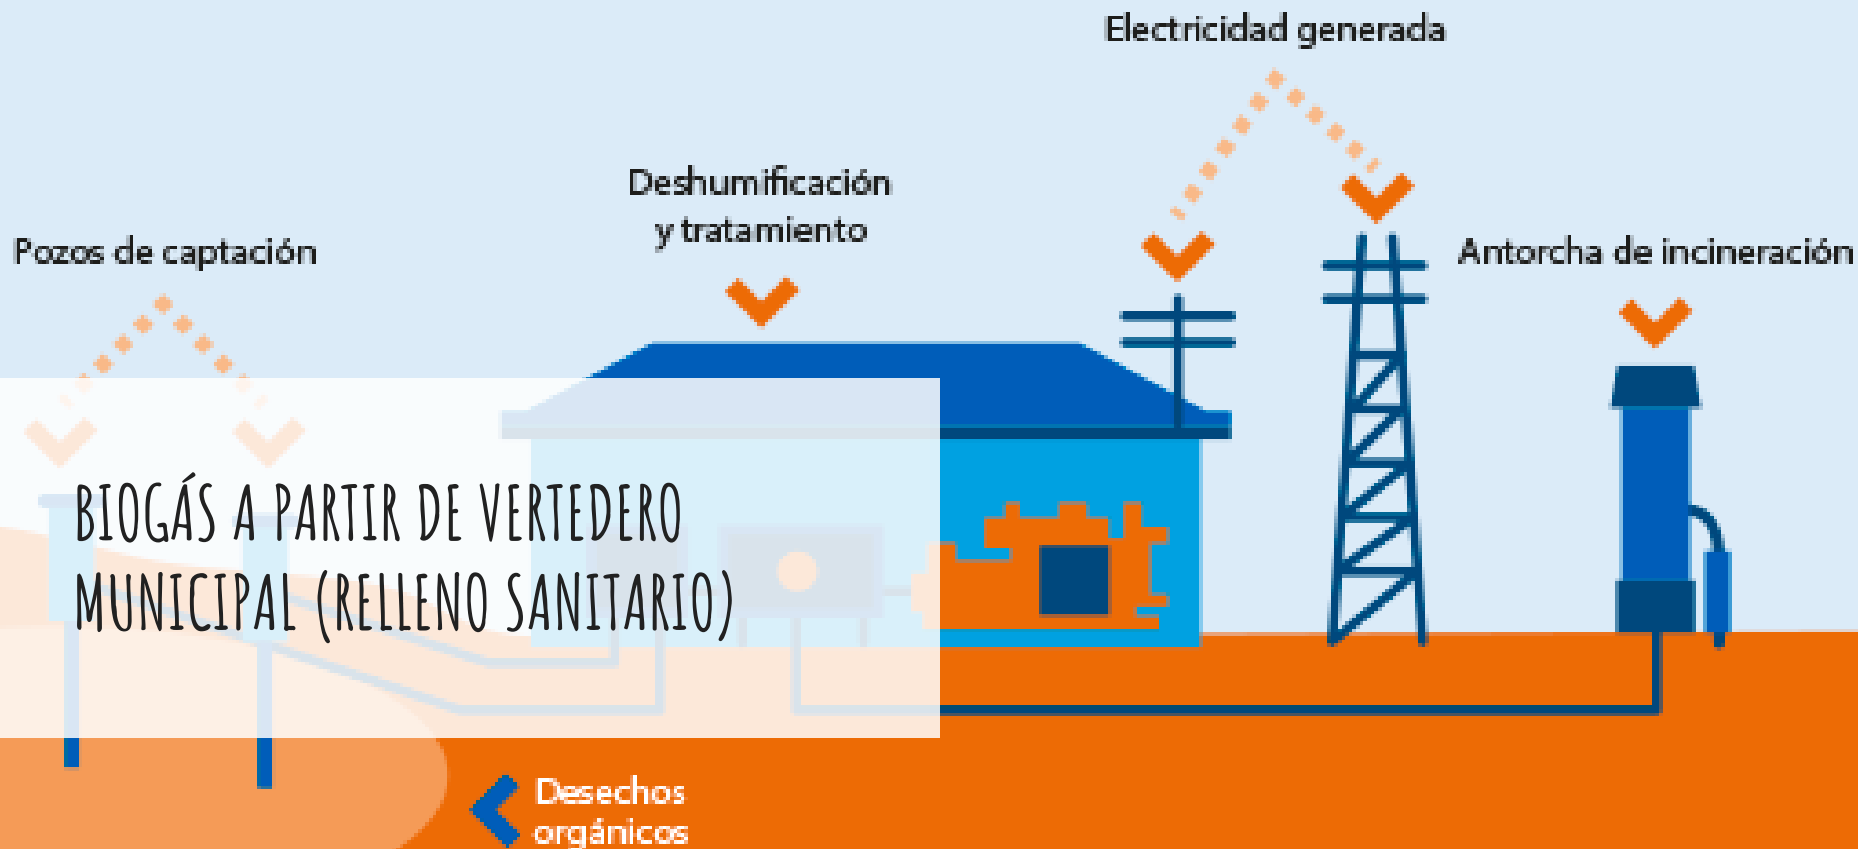 Electricidad generada
Deshumificación
y tratamiento
Pozos de captación
Antorcha de incineración
BIOGÁS A PARTIR DE VERTEDERO
MUNICIPAL (RELLENO SANITARIO)
Desechos
orgánicos